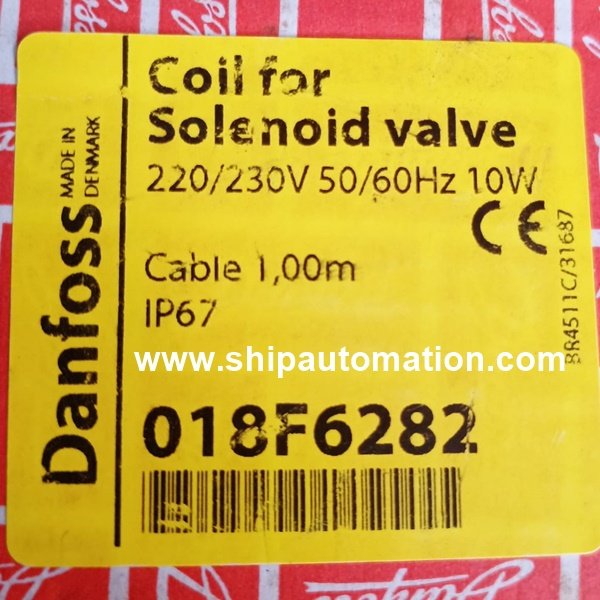 Coil for
Solenoid valve
220/230V 50/60Hz 10W
CE
Cable 1,00m
IP67
BR4511C/31687
www.shipautomation.com
018F6282
Danfoss
MADE IN
DENMARK